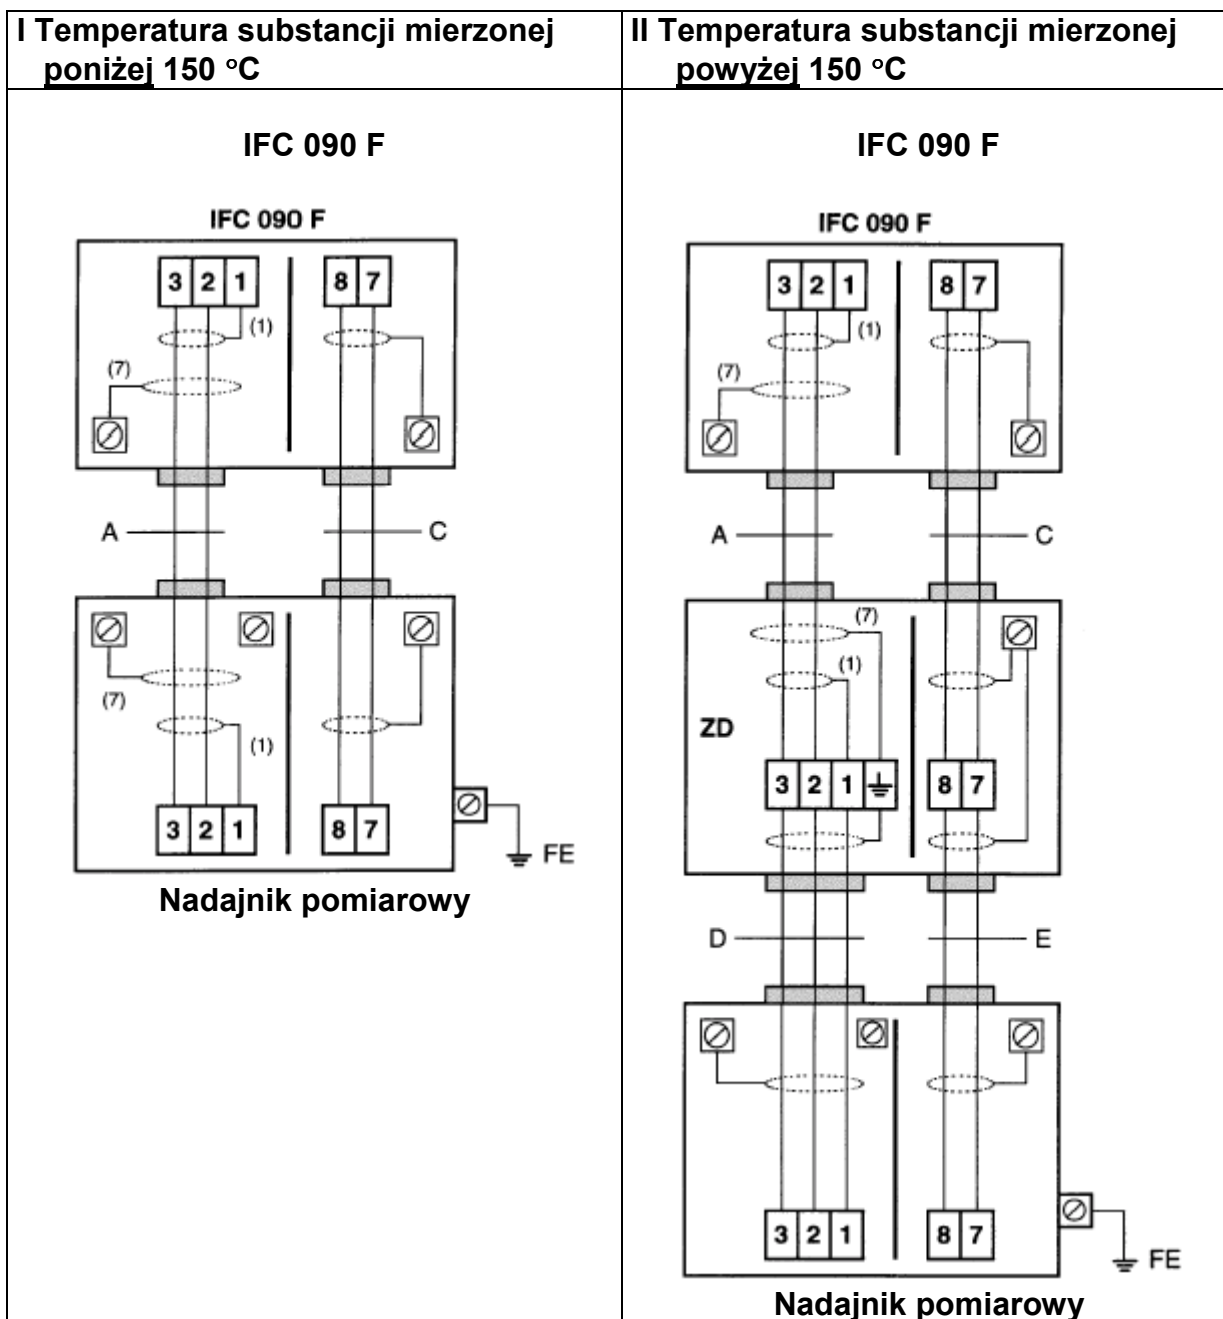 I Temperatura substancji mierzonej
poniżej 150 °C
IFC 090 F
IFC 090 F
3 2 1 8 7
(1)
(7)
A C
(7)
(1)
3 2 1 8 7
FE
Nadajnik pomiarowy
II Temperatura substancji mierzonej
powyżej 150 °C
IFC 090 F
IFC 090 F
3 2 1 8 7
(1)
(7)
A C
(7)
(1)
ZD
3 2 1 8 7
D E
3 2 1 8 7
FE
Nadajnik pomiarowy